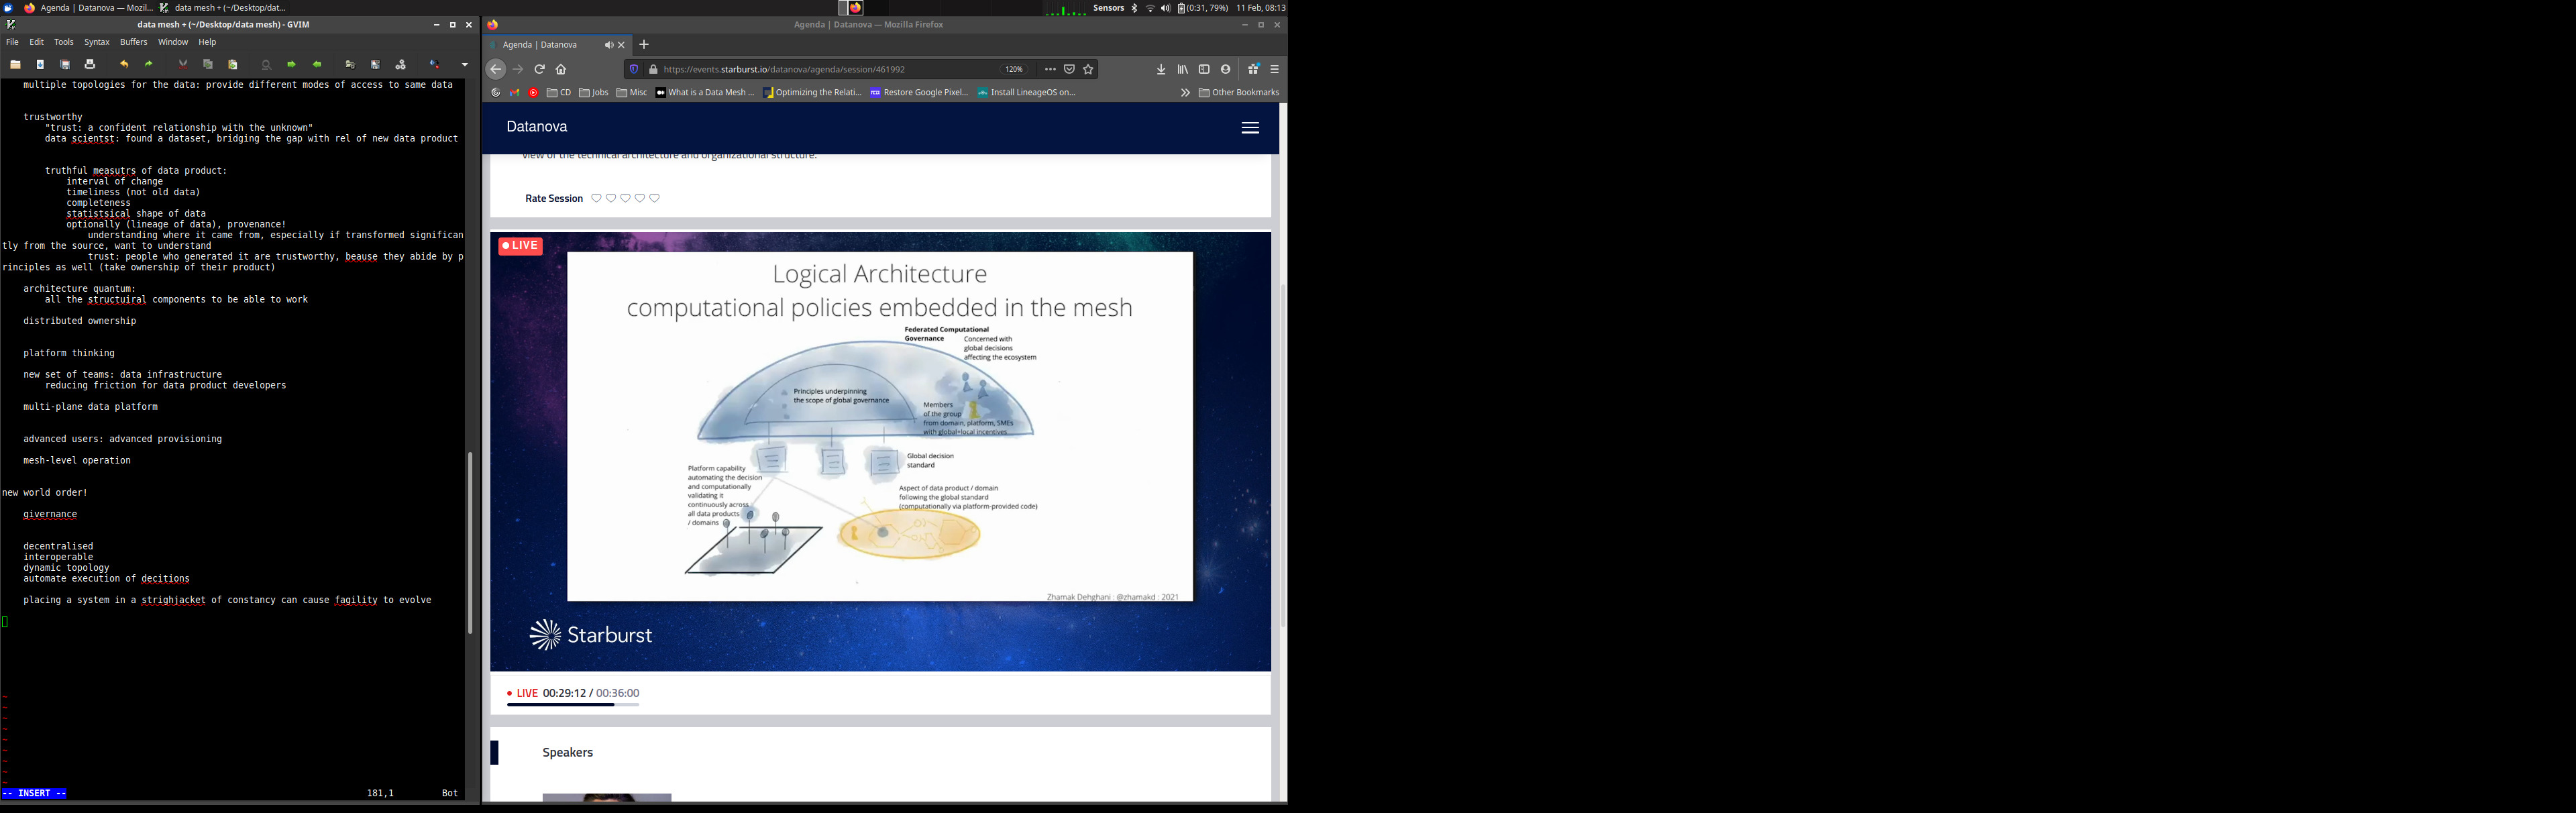 Agenda | Datanova — Mozil...
data mesh + (~/Desktop/dat...
Sensors
(0:31, 79%)
11 Feb, 08:13
data mesh + (~/Desktop/data mesh) - GVIM
File Edit Tools Syntax Buffers Window Help
multiple topologies for the data: provide different modes of access to same data
trustworthy
"trust: a confident relationship with the unknown"
data scientst: found a dataset, bridging the gap with rel of new data product
truthful measutrs of data product:
interval of change
timeliness (not old data)
completeness
statistsical shape of data
optionally (lineage of data), provenance!
understanding where it came from, especially if transformed significan
tly from the source, want to understand
trust: people who generated it are trustworthy, beause they abide by p
rinciples as well (take ownership of their product)
architecture quantum:
all the structuiral components to be able to work
distributed ownership
platform thinking
new set of teams: data infrastructure
reducing friction for data product developers
multi-plane data platform
advanced users: advanced provisioning
mesh-level operation
new world order!
givernance
decentralised
interoperable
dynamic topology
automate execution of decitions
placing a system in a strighjacket of constancy can cause fagility to evolve
~
~
~
~
~
~
~
~
~
-- INSERT --
181,1
Bot
Agenda | Datanova — Mozilla Firefox
Agenda | Datanova
https://events.starburst.io/datanova/agenda/session/461992
120%
CD
Jobs
Misc
What is a Data Mesh ...
Optimizing the Relati...
Restore Google Pixel...
Install LineageOS on...
Other Bookmarks
Datanova
view of the technical architecture and organizational structure.
Rate Session
LIVE
Logical Architecture
computational policies embedded in the mesh
Federated Computational
Governance
Concerned with
global decisions
affecting the ecosystem
Principles underpinning
the scope of global governance
Members
of the group
from domain, platform, SMEs
with global+local incentives
Global decision
standard
Platform capability
automating the decision
and computationally
validating it
continuously across
all data products
/ domains
Aspect of data product / domain
following the global standard
(computationally via platform-provided code)
Zhamak Dehghani : @zhamakd : 2021
Starburst
LIVE 00:29:12 / 00:36:00
Speakers